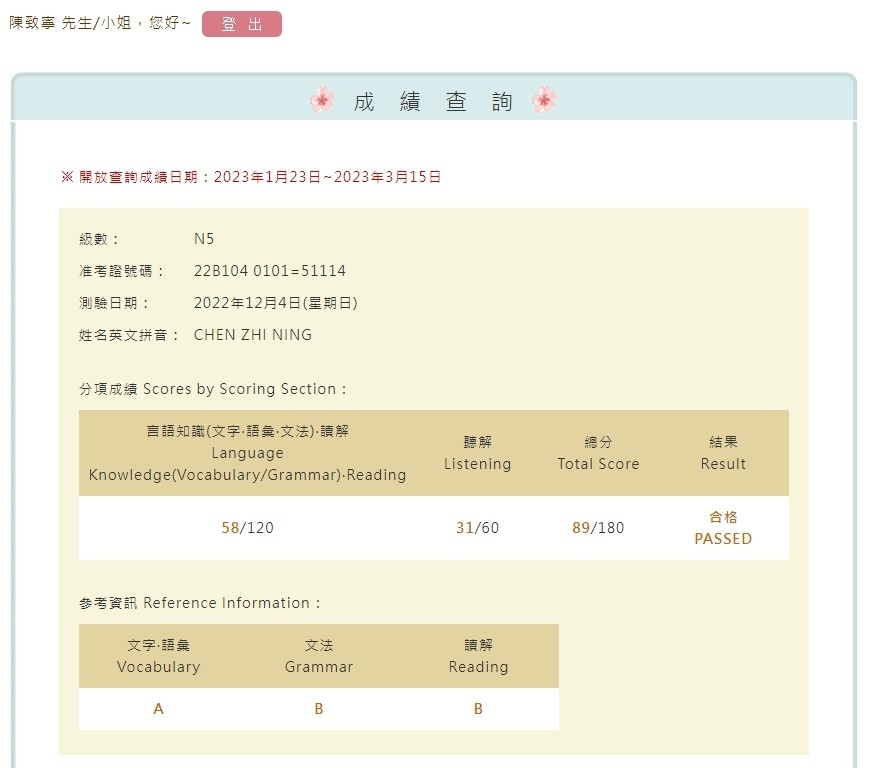 陳致寧 先生/小姐，您好~ 登 出
成 績 查 詢
※ 開放查詢成績日期：2023年1月23日~2023年3月15日
級數： N5
准考證號碼： 22B104 0101=51114
測驗日期： 2022年12月4日(星期日)
姓名英文拼音： CHEN ZHI NING
分項成績 Scores by Scoring Section：
言語知識(文字·語彙·文法)·讀解
Language
Knowledge(Vocabulary/Grammar)·Reading
聽解
Listening
總分
Total Score
結果
Result
58/120 31/60 89/180
合格
PASSED
參考資訊 Reference Information：
文字·語彙 文法 讀解
Vocabulary Grammar Reading
A B B